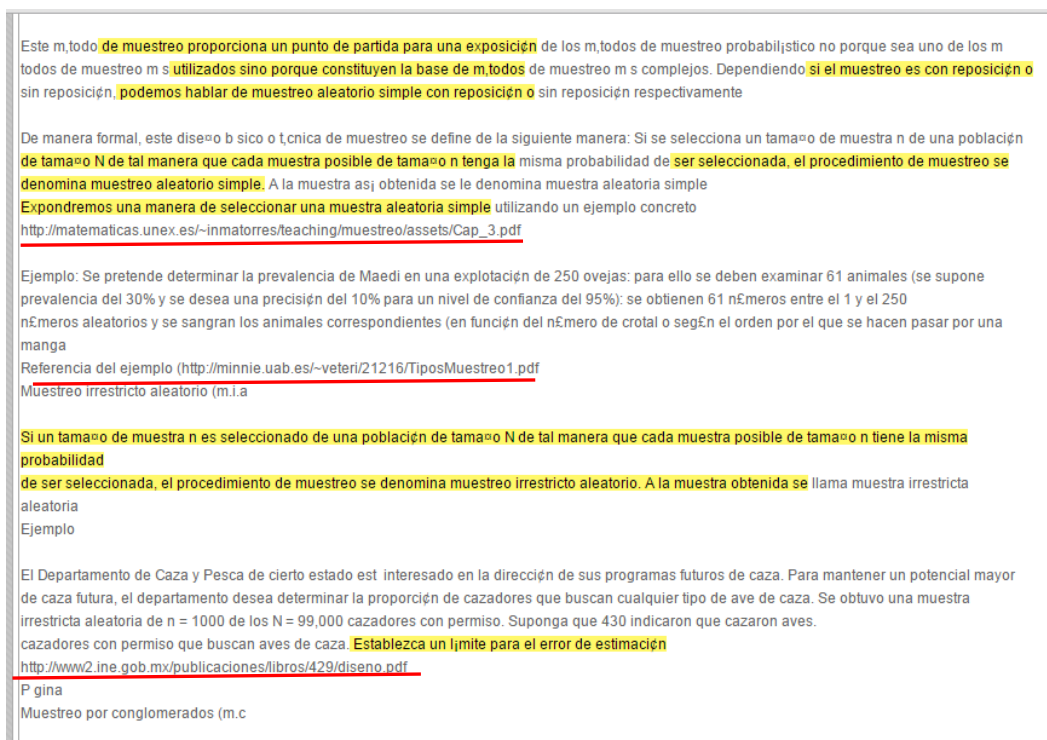 Este m,todo de muestreo proporciona un punto de partida para una exposici¢n de los m,todos de muestreo probabil¡stico no porque sea uno de los m
todos de muestreo m s utilizados sino porque constituyen la base de m,todos de muestreo m s complejos. Dependiendo si el muestreo es con reposici¢n o
sin reposici¢n, podemos hablar de muestreo aleatorio simple con reposici¢n o sin reposici¢n respectivamente
De manera formal, este dise¤o b sico o t,cnica de muestreo se define de la siguiente manera: Si se selecciona un tama¤o de muestra n de una poblaci¢n
de tama¤o N de tal manera que cada muestra posible de tama¤o n tenga la misma probabilidad de ser seleccionada, el procedimiento de muestreo se
denomina muestreo aleatorio simple. A la muestra as¡ obtenida se le denomina muestra aleatoria simple
Expondremos una manera de seleccionar una muestra aleatoria simple utilizando un ejemplo concreto
http://matematicas.unex.es/~inmatorres/teaching/muestreo/assets/Cap_3.pdf
Ejemplo: Se pretende determinar la prevalencia de Maedi en una explotaci¢n de 250 ovejas: para ello se deben examinar 61 animales (se supone
prevalencia del 30% y se desea una precisi¢n del 10% para un nivel de confianza del 95%): se obtienen 61 n£meros entre el 1 y el 250
n£meros aleatorios y se sangran los animales correspondientes (en funci¢n del n£mero de crotal o seg£n el orden por el que se hacen pasar por una
manga
Referencia del ejemplo (http://minnie.uab.es/~veteri/21216/TiposMuestreo1.pdf
Muestreo irrestricto aleatorio (m.i.a
Si un tama¤o de muestra n es seleccionado de una poblaci¢n de tama¤o N de tal manera que cada muestra posible de tama¤o n tiene la misma
probabilidad
de ser seleccionada, el procedimiento de muestreo se denomina muestreo irrestricto aleatorio. A la muestra obtenida se llama muestra irrestricta
aleatoria
Ejemplo
El Departamento de Caza y Pesca de cierto estado est interesado en la direcci¢n de sus programas futuros de caza. Para mantener un potencial mayor
de caza futura, el departamento desea determinar la proporci¢n de cazadores que buscan cualquier tipo de ave de caza. Se obtuvo una muestra
irrestricta aleatoria de n = 1000 de los N = 99,000 cazadores con permiso. Suponga que 430 indicaron que cazaron aves.
cazadores con permiso que buscan aves de caza. Establezca un l¡mite para el error de estimaci¢n
http://www2.ine.gob.mx/publicaciones/libros/429/diseno.pdf
P gina
Muestreo por conglomerados (m.c